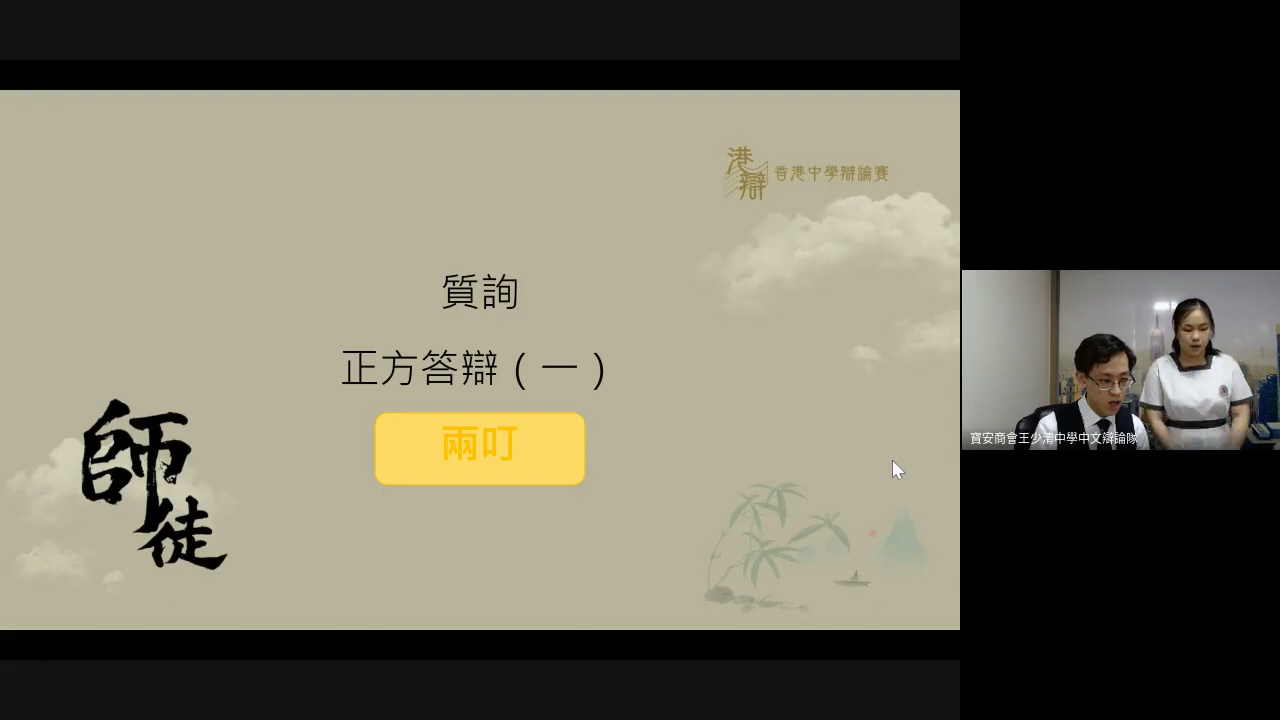 港辯
香港中學辯論賽
質詢
正方答辯（一）
兩叮
師徒
寶安商會王少清中學中文辯論隊